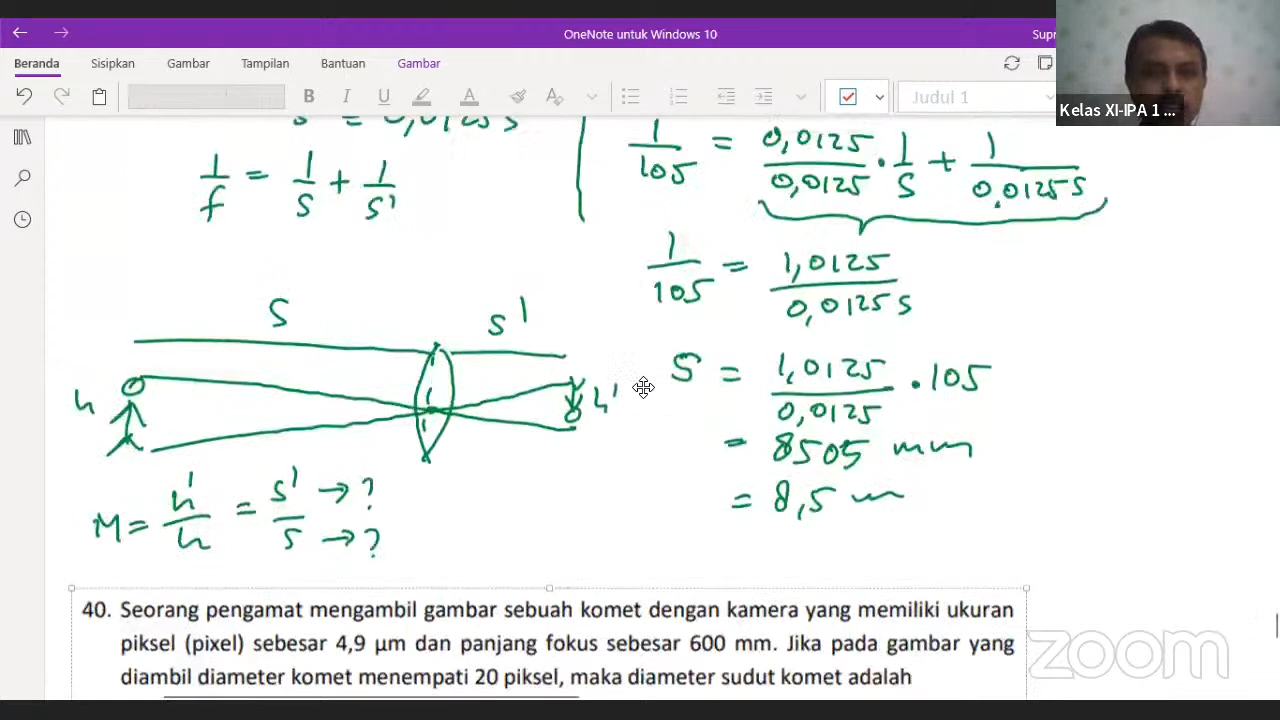 OneNote untuk Windows 10
Supr
Beranda Sisipkan Gambar Tampilan Bantuan Gambar
B I U A Judul 1
Kelas XI-IPA 1 ...
1/f = 1/s + 1/s'
1/105 = 0,0125/0,0125 . 1/s + 1/0,0125 s
1/105 = 1,0125/0,0125 s
S s'
S = 1,0125/0,0125 . 105
h h'
= 8505 mm
= 8,5 m
M = h'/h = s'/s → ? → ?
40. Seorang pengamat mengambil gambar sebuah komet dengan kamera yang memiliki ukuran
piksel (pixel) sebesar 4,9 µm dan panjang fokus sebesar 600 mm. Jika pada gambar yang
diambil diameter komet menempati 20 piksel, maka diameter sudut komet adalah
zoom